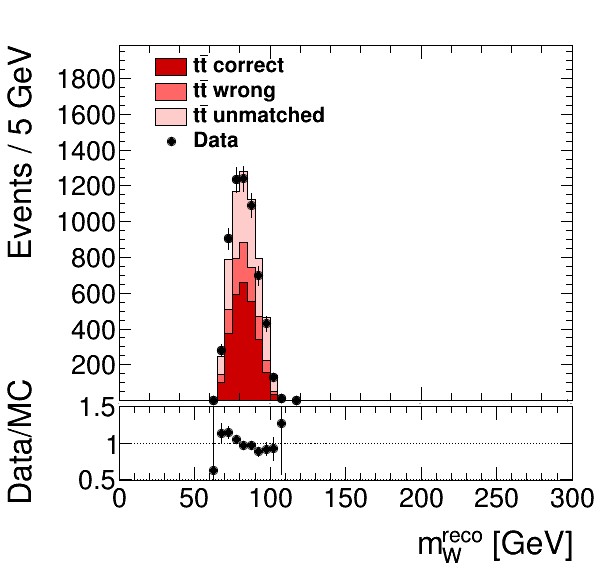 Events / 5 GeV
1800
1600
1400
1200
1000
800
600
400
200
tt̄ correct
tt̄ wrong
tt̄ unmatched
Data
Data/MC
1.5
1
0.5
0 50 100 150 200 250 300
m_W^reco [GeV]